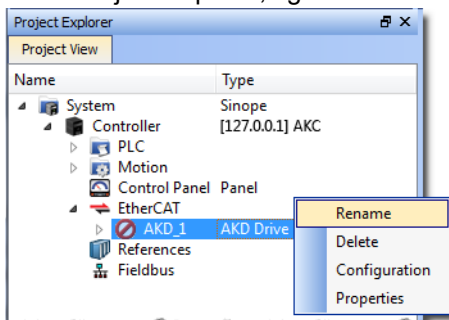 Project Explorer
Project View
Name Type
System Sinope
Controller [127.0.0.1] AKC
PLC
Motion
Control Panel Panel
EtherCAT
AKD_1 AKD Drive
References
Fieldbus
Rename
Delete
Configuration
Properties